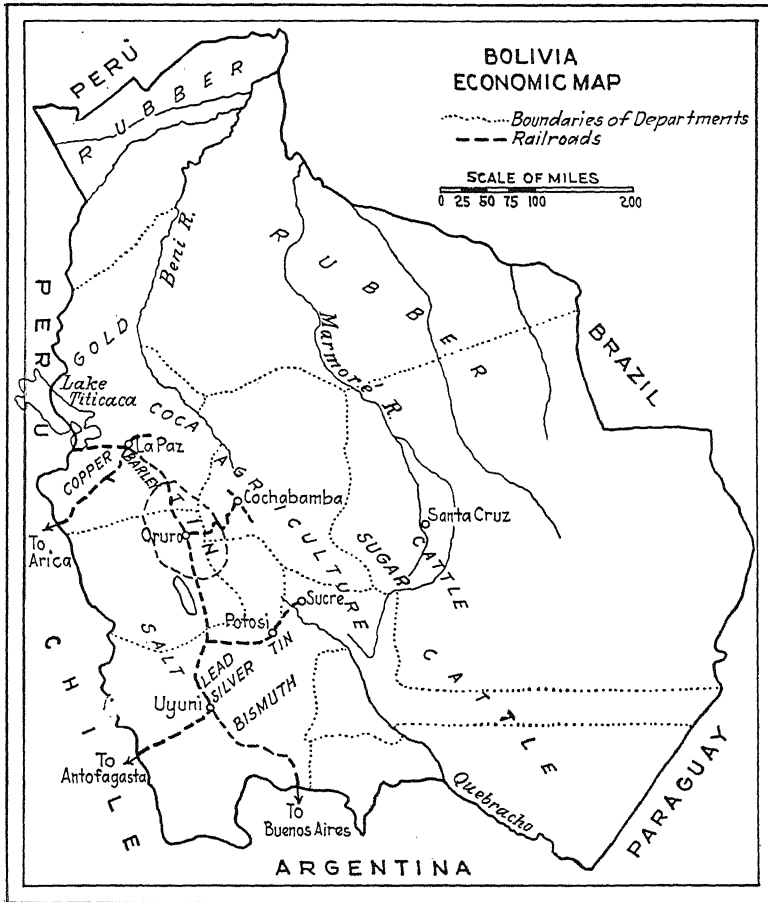 BOLIVIA
ECONOMIC MAP
Boundaries of Departments
Railroads
SCALE OF MILES
0 25 50 75 100 200
PERÚ
RUBBER
Beni R.
RUBBER
PERU
GOLD
Marmoré R.
BRAZIL
Lake
Titicaca
COCA
La Paz
COPPER
BARLEY
AGRICULTURE
TIN
Cochabamba
Santa Cruz
Oruro
SUGAR
CATTLE
To
Arica
Sucre
Potosi
TIN
SALT
LEAD
SILVER
BISMUTH
CATTLE
Uyuni
CHILE
To
Antofagasta
To
Buenos Aires
Quebracho
PARAGUAY
ARGENTINA